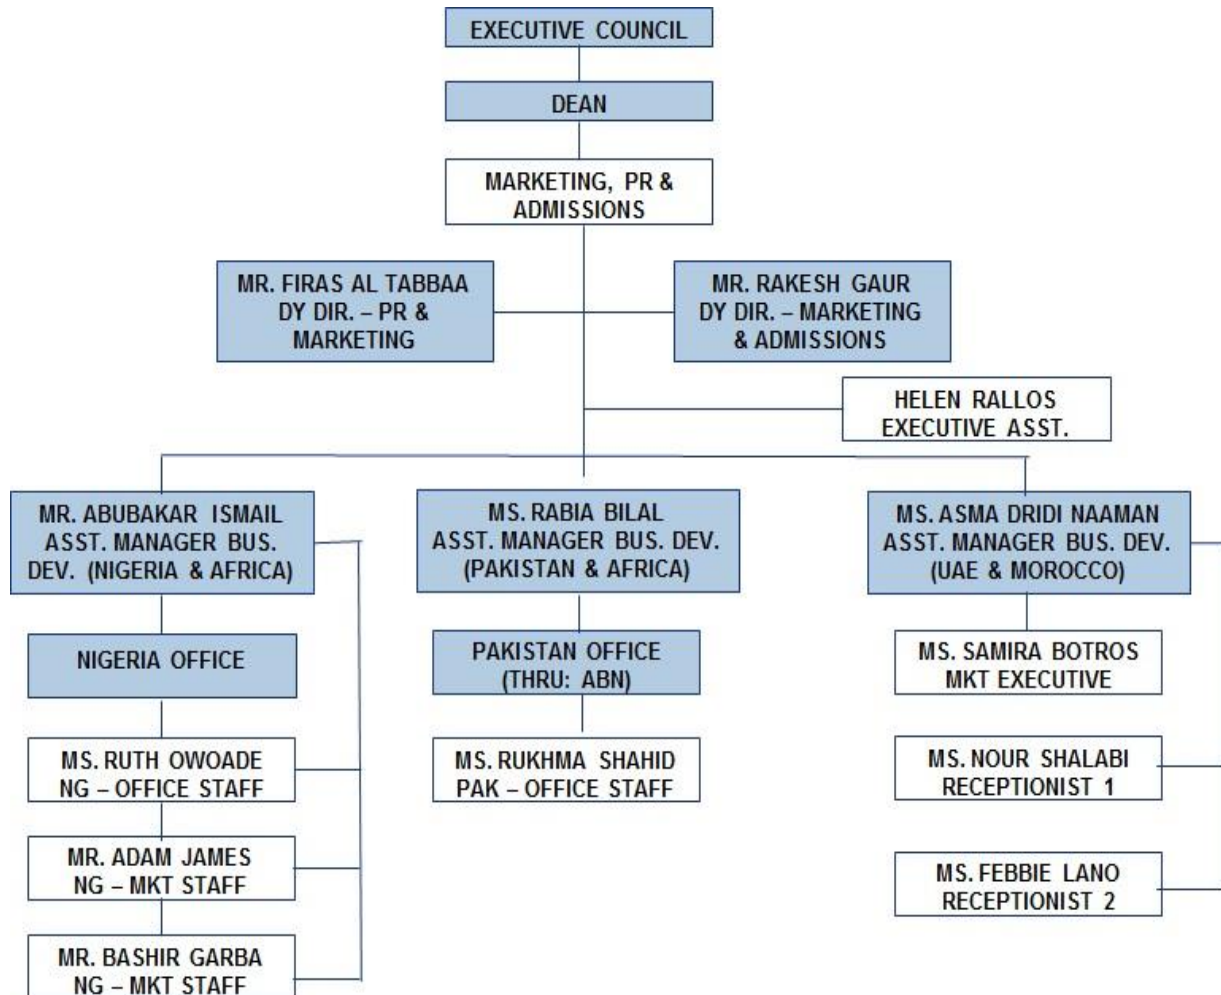 EXECUTIVE COUNCIL
DEAN
MARKETING, PR &
ADMISSIONS
MR. FIRAS AL TABBAA
DY DIR. – PR &
MARKETING
MR. RAKESH GAUR
DY DIR. – MARKETING
& ADMISSIONS
HELEN RALLOS
EXECUTIVE ASST.
MR. ABUBAKAR ISMAIL
ASST. MANAGER BUS.
DEV. (NIGERIA & AFRICA)
MS. RABIA BILAL
ASST. MANAGER BUS. DEV.
(PAKISTAN & AFRICA)
MS. ASMA DRIDI NAAMAN
ASST. MANAGER BUS. DEV.
(UAE & MOROCCO)
NIGERIA OFFICE
PAKISTAN OFFICE
(THRU: ABN)
MS. SAMIRA BOTROS
MKT EXECUTIVE
MS. RUTH OWOADE
NG – OFFICE STAFF
MS. RUKHMA SHAHID
PAK – OFFICE STAFF
MS. NOUR SHALABI
RECEPTIONIST 1
MR. ADAM JAMES
NG – MKT STAFF
MS. FEBBIE LANO
RECEPTIONIST 2
MR. BASHIR GARBA
NG – MKT STAFF